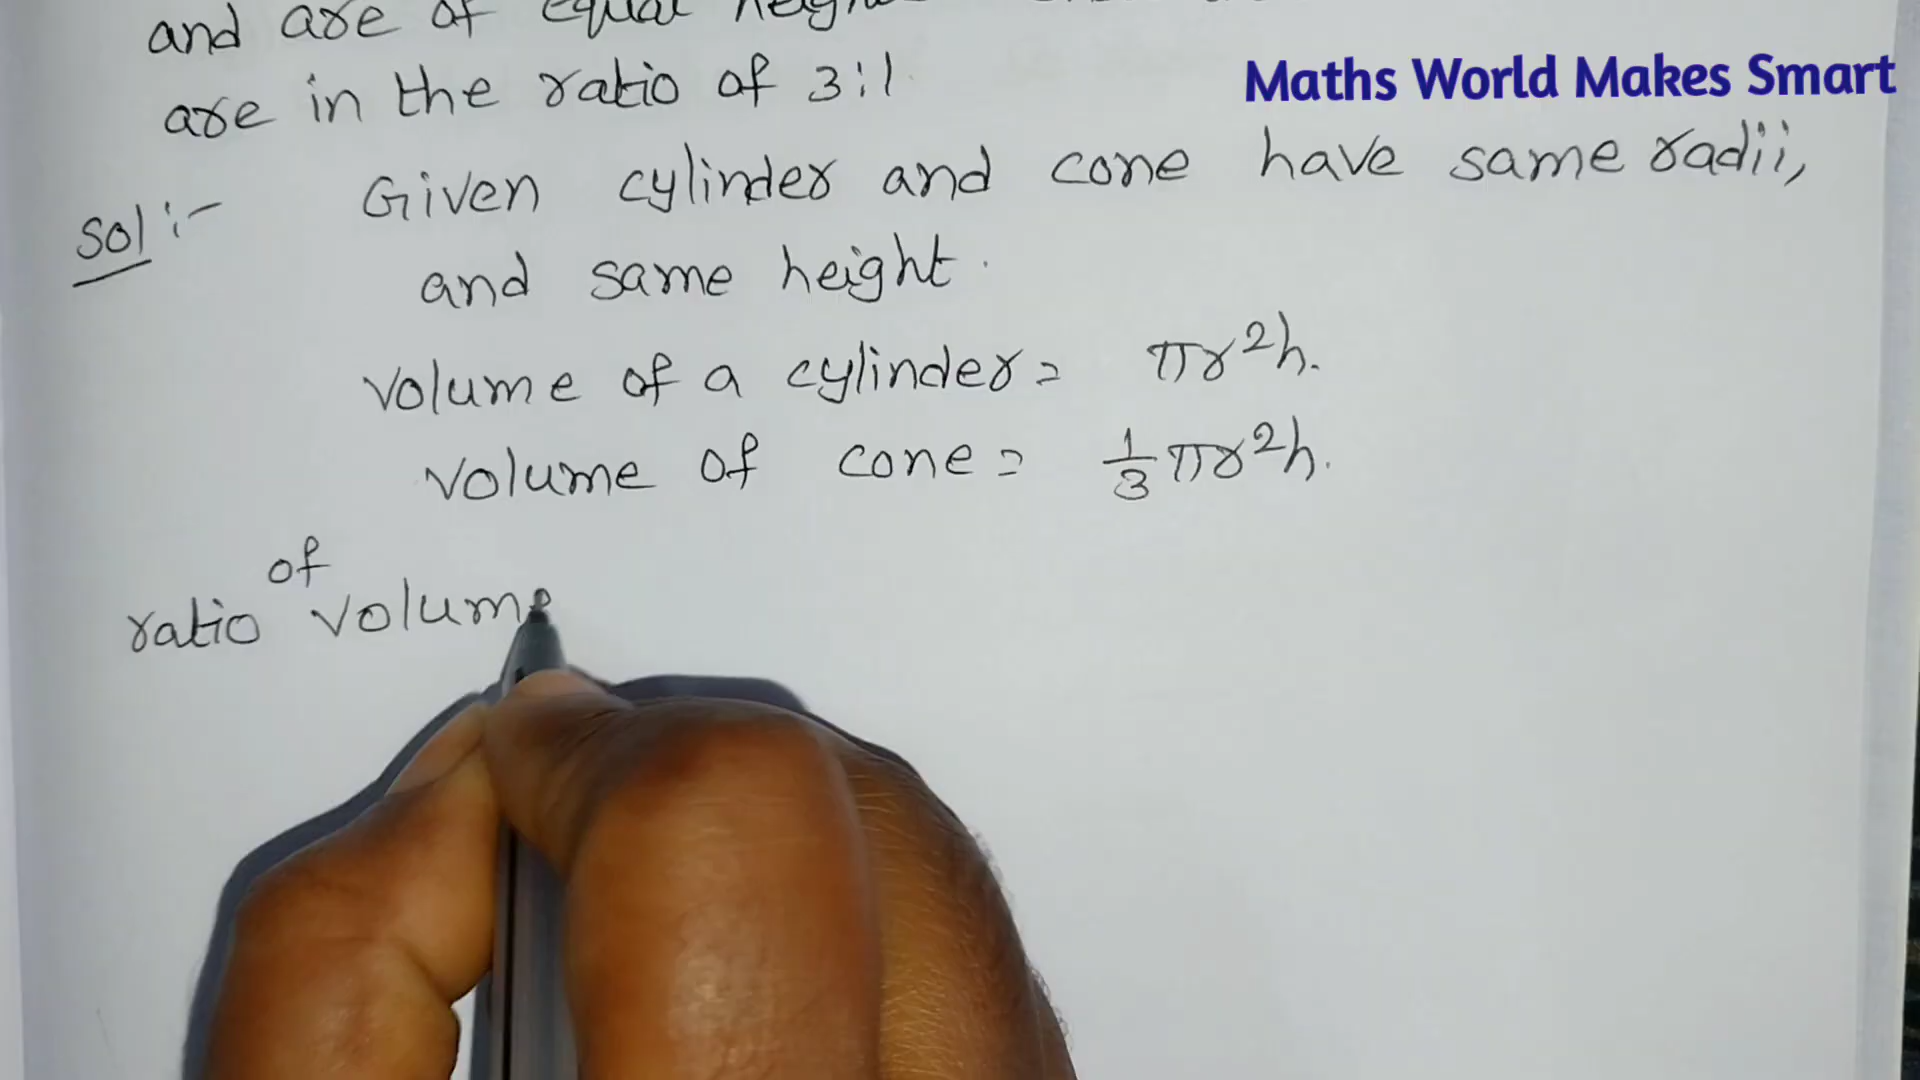 and are of equal height
are in the ratio of 3:1
Maths World Makes Smart
Sol :- Given cylinder and cone have same radii,
and same height.
volume of a cylinder = πr²h.
volume of cone = 1/3 πr²h.
ratio of volume